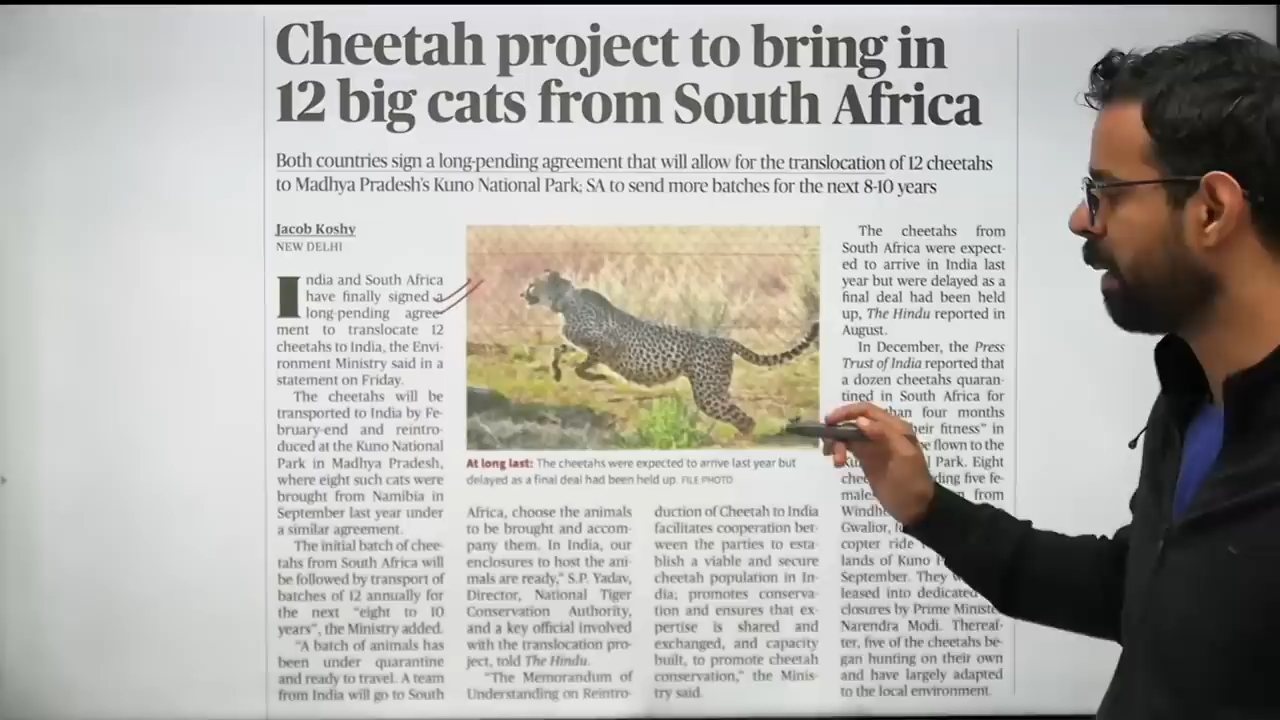 Cheetah project to bring in
12 big cats from South Africa
Both countries sign a long-pending agreement that will allow for the translocation of 12 cheetahs
to Madhya Pradesh's Kuno National Park; SA to send more batches for the next 8-10 years
Jacob Koshy
NEW DELHI
India and South Africa
have finally signed a
long-pending agree-
ment to translocate 12
cheetahs to India, the Envi-
ronment Ministry said in a
statement on Friday.
The cheetahs will be
transported to India by Fe-
bruary-end and reintro-
duced at the Kuno National
Park in Madhya Pradesh,
where eight such cats were
brought from Namibia in
September last year under
a similar agreement.
The initial batch of chee-
tahs from South Africa will
be followed by transport of
batches of 12 annually for
the next "eight to 10
years", the Ministry added.
"A batch of animals has
been under quarantine
and ready to travel. A team
from India will go to South
At long last: The cheetahs were expected to arrive last year but
delayed as a final deal had been held up. FILE PHOTO
Africa, choose the animals
to be brought and accom-
pany them. In India, our
enclosures to host the ani-
mals are ready," S.P. Yadav,
Director, National Tiger
Conservation Authority,
and a key official involved
with the translocation pro-
ject, told The Hindu.
"The Memorandum of
Understanding on Reintro-
duction of Cheetah to India
facilitates cooperation bet-
ween the parties to esta-
blish a viable and secure
cheetah population in In-
dia; promotes conserva-
tion and ensures that ex-
pertise is shared and
exchanged, and capacity
built, to promote cheetah
conservation," the Minis-
try said.
The cheetahs from
South Africa were expect-
ed to arrive in India last
year but were delayed as a
final deal had been held
up, The Hindu reported in
August.
In December, the Press
Trust of India reported that
a dozen cheetahs quaran-
tined in South Africa for
han four months
heir fitness" in
flown to the
Park. Eight
ding five fe-
males from
Windh
Gwalior,
copter ride
lands of Kuno
September. They
leased into dedicated
closures by Prime Ministe
Narendra Modi. Thereaf-
ter, five of the cheetahs be-
gan hunting on their own
and have largely adapted
to the local environment.